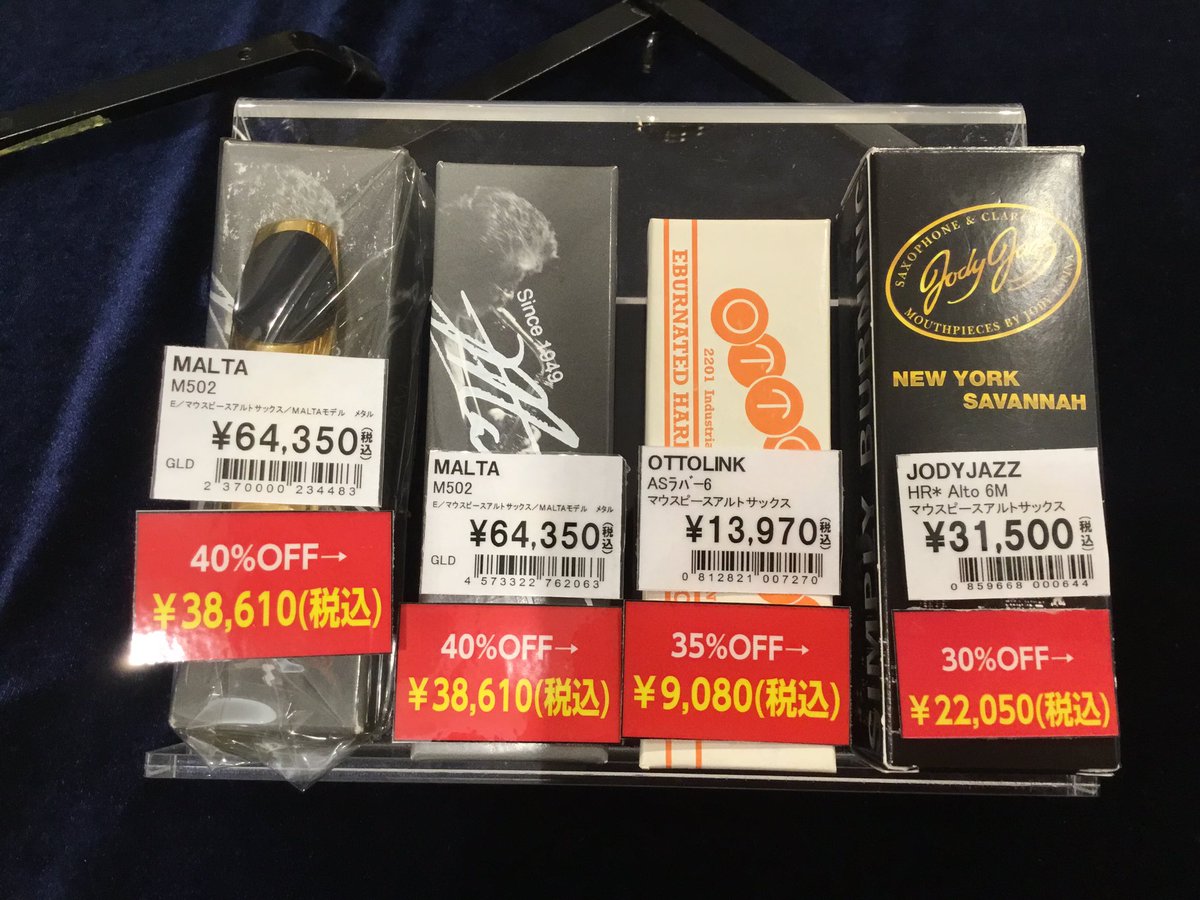 MALTA
M502
E/マウスピースアルトサックス/MALTAモデル メタル
¥64,350(税込)
GLD
2 370000 234483
40%OFF→
¥38,610(税込)
Since 1949
MALTA
M502
E/マウスピースアルトサックス/MALTAモデル メタル
¥64,350(税込)
GLD
4 573322 762063
40%OFF→
¥38,610(税込)
EBURNATED
OTTO
2201 Industria
OTTOLINK
ASラバー6
マウスピースアルトサックス
¥13,970(税込)
0 812821 007270
35%OFF→
¥9,080(税込)
SAXOPHONE &
Jody
MOUTHPIECES BY JODY
NEW YORK
SAVANNAH
SIMPLY BURNING
JODYJAZZ
HR* Alto 6M
マウスピースアルトサックス
¥31,500(税込)
0 859668 000644
30%OFF→
¥22,050(税込)